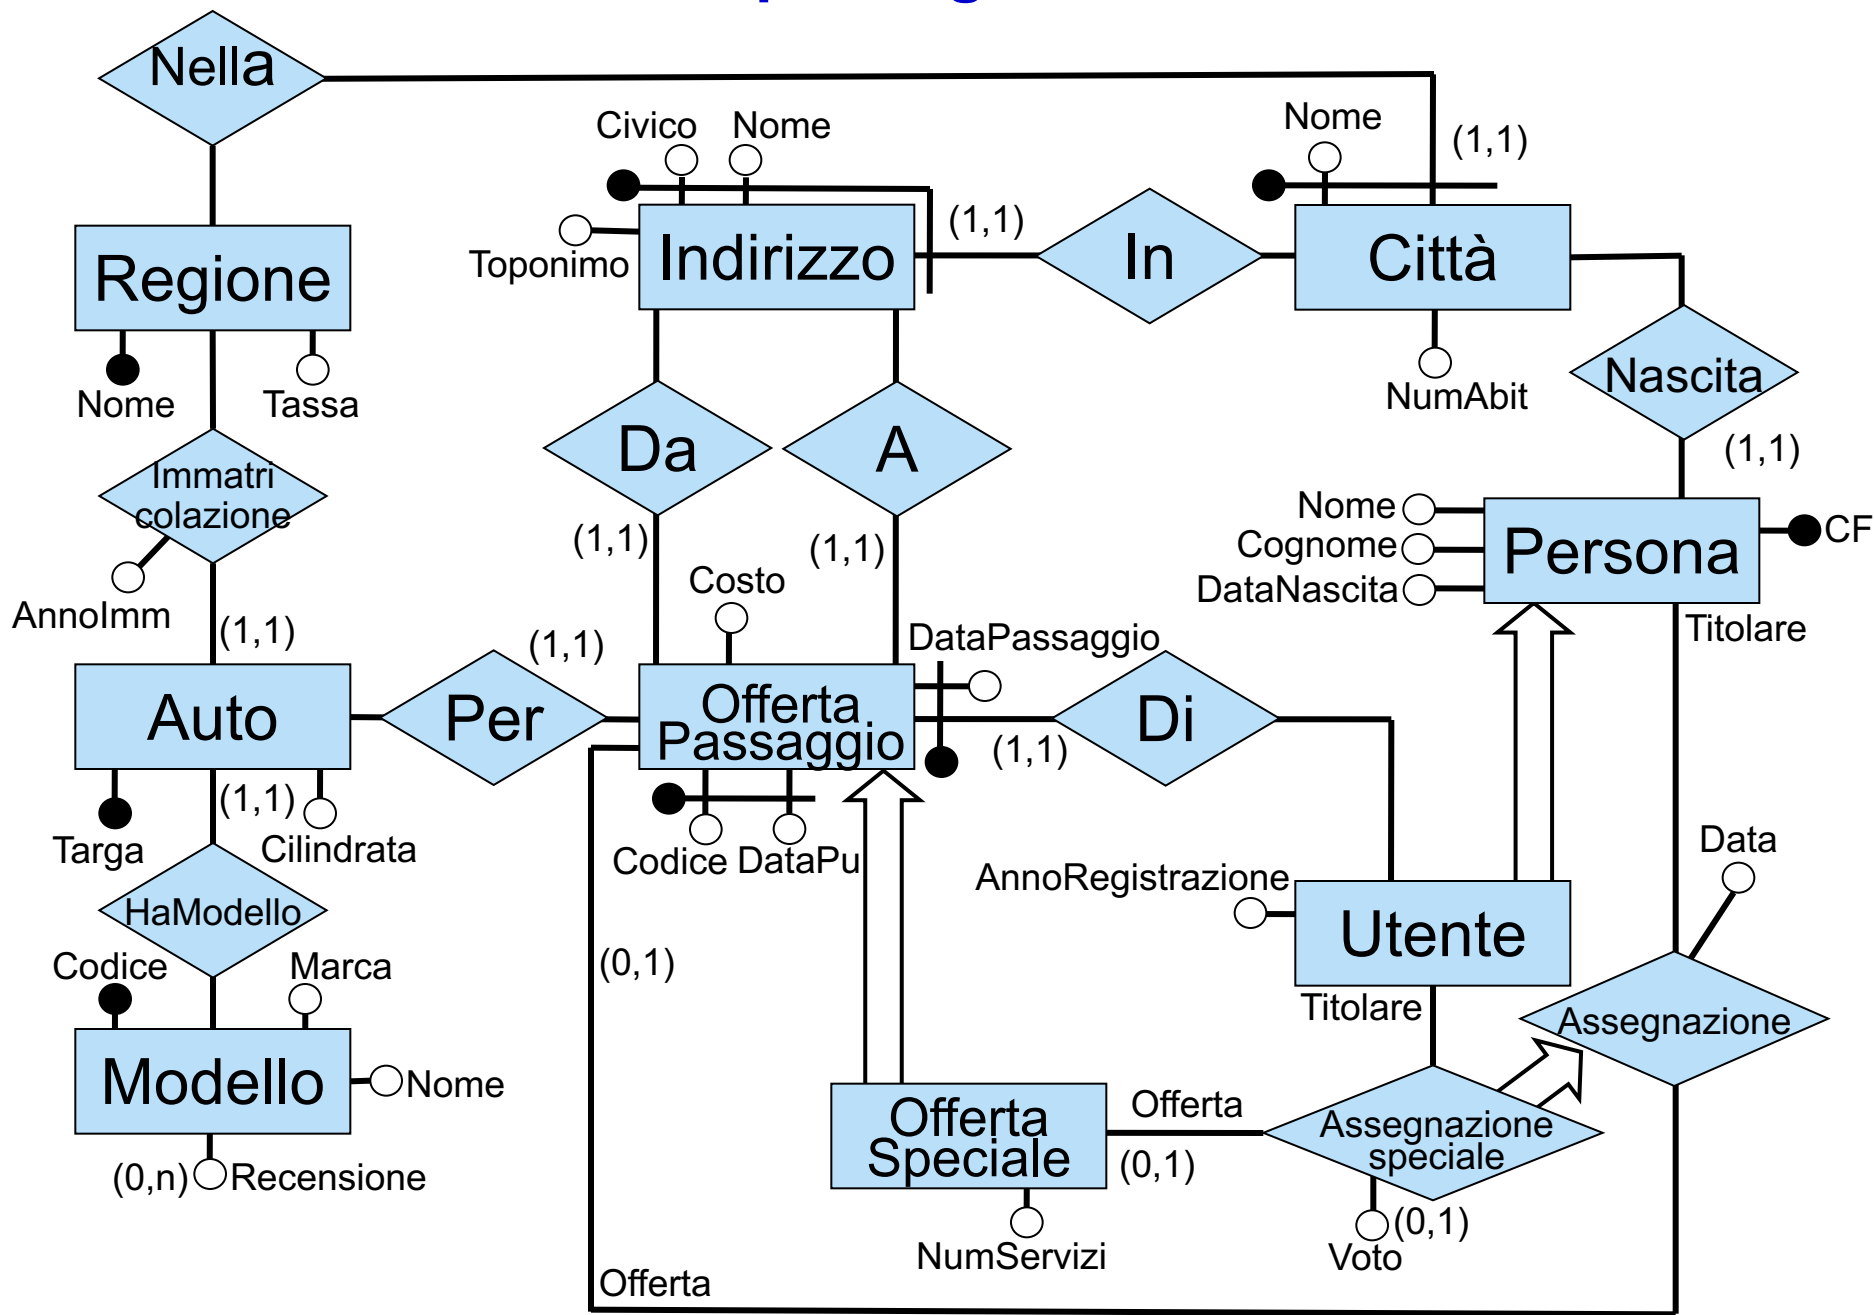 Nella
Civico
Nome
Nome
(1,1)
Toponimo
Indirizzo
(1,1)
In
Città
Regione
Nome
Tassa
NumAbit
Nascita
Da
A
(1,1)
Immatri
colazione
AnnoImm
(1,1)
(1,1)
(1,1)
Nome
Cognome
DataNascita
Persona
CF
Titolare
Costo
DataPassaggio
(1,1)
Auto
Per
Offerta
Passaggio
Di
(1,1)
(1,1)
Targa
Cilindrata
Codice
DataPu
AnnoRegistrazione
Data
HaModello
Utente
(0,1)
Codice
Marca
Titolare
Assegnazione
Modello
Nome
Offerta
Speciale
Offerta
(0,1)
Assegnazione
speciale
(0,n)
Recensione
NumServizi
Voto
(0,1)
Offerta